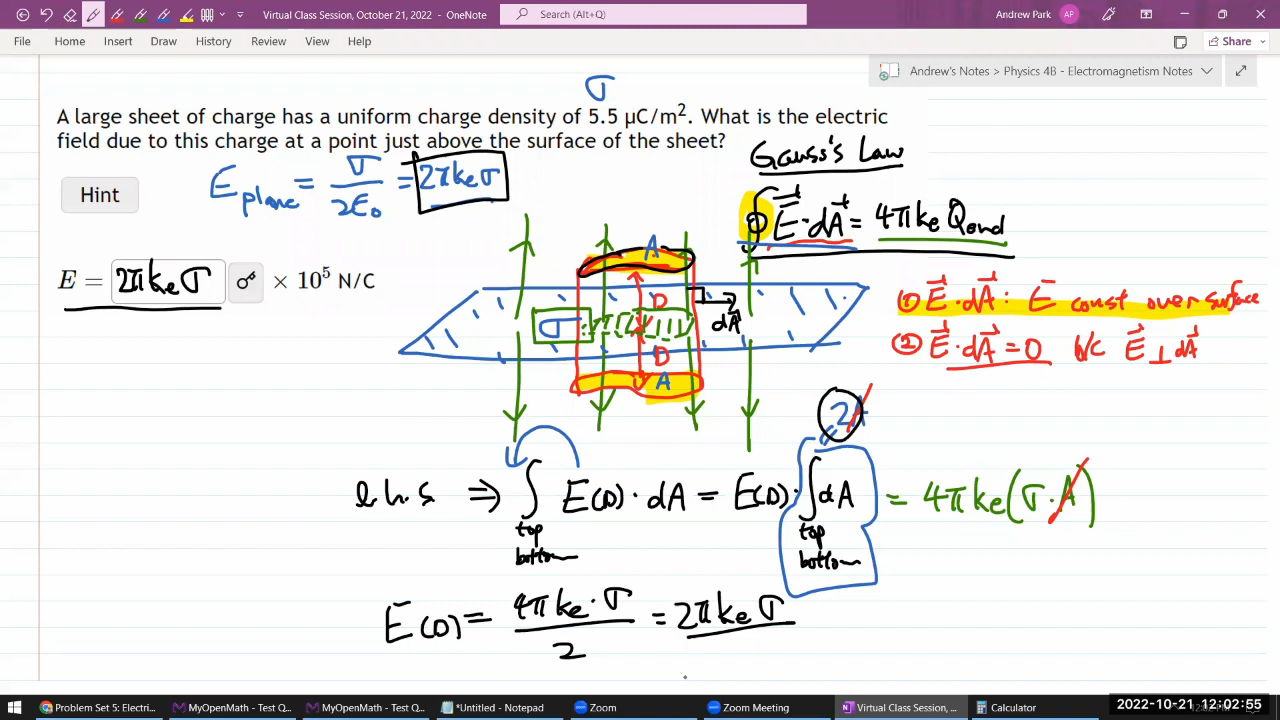 Virtual Class Session, October 21, 2022 - OneNote
Search (Alt+Q)
Andrew Park AP
File Home Insert Draw History Review View Help
Share
Andrew's Notes > Physics 4B - Electromagnetism Notes
σ
A large sheet of charge has a uniform charge density of 5.5 μC/m². What is the electric
field due to this charge at a point just above the surface of the sheet?
Hint
E plane = σ/2ε₀ = 2πkeσ
Gauss's Law
∮ E⃗·dA⃗ = 4πke Qencl
E = 2πkeσ σ⁶ × 10⁵ N/C
A
D
σ
dA⃗
D
A
① E⃗·dA⃗ : E⃗ const over surface
② E⃗·dA⃗ = 0 b/c E⃗ ⊥ dA⃗
= 2A
l.h.s ⇒ ∫ E(D)·dA = E(D)·∫ dA = 4πke(σ·A)
top top
bottom bottom
E(D) = 4πke·σ/2 = 2πkeσ
Problem Set 5: Electri... MyOpenMath - Test Q... MyOpenMath - Test Q... *Untitled - Notepad Zoom Zoom Meeting Virtual Class Session, ... Calculator
2022-10-21 12:02:55